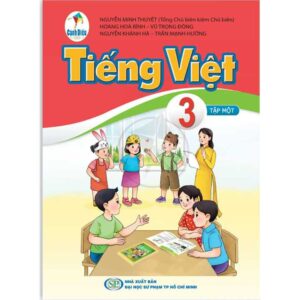 Cánh Diều
NGUYỄN MINH THUYẾT (Tổng Chủ biên kiêm Chủ biên)
HOÀNG HOÀ BÌNH – VŨ TRỌNG ĐÔNG
NGUYỄN KHÁNH HÀ – TRẦN MẠNH HƯỞNG
Tiếng Việt
3
TẬP MỘT
NHÀ XUẤT BẢN
ĐẠI HỌC SƯ PHẠM TP HỒ CHÍ MINH